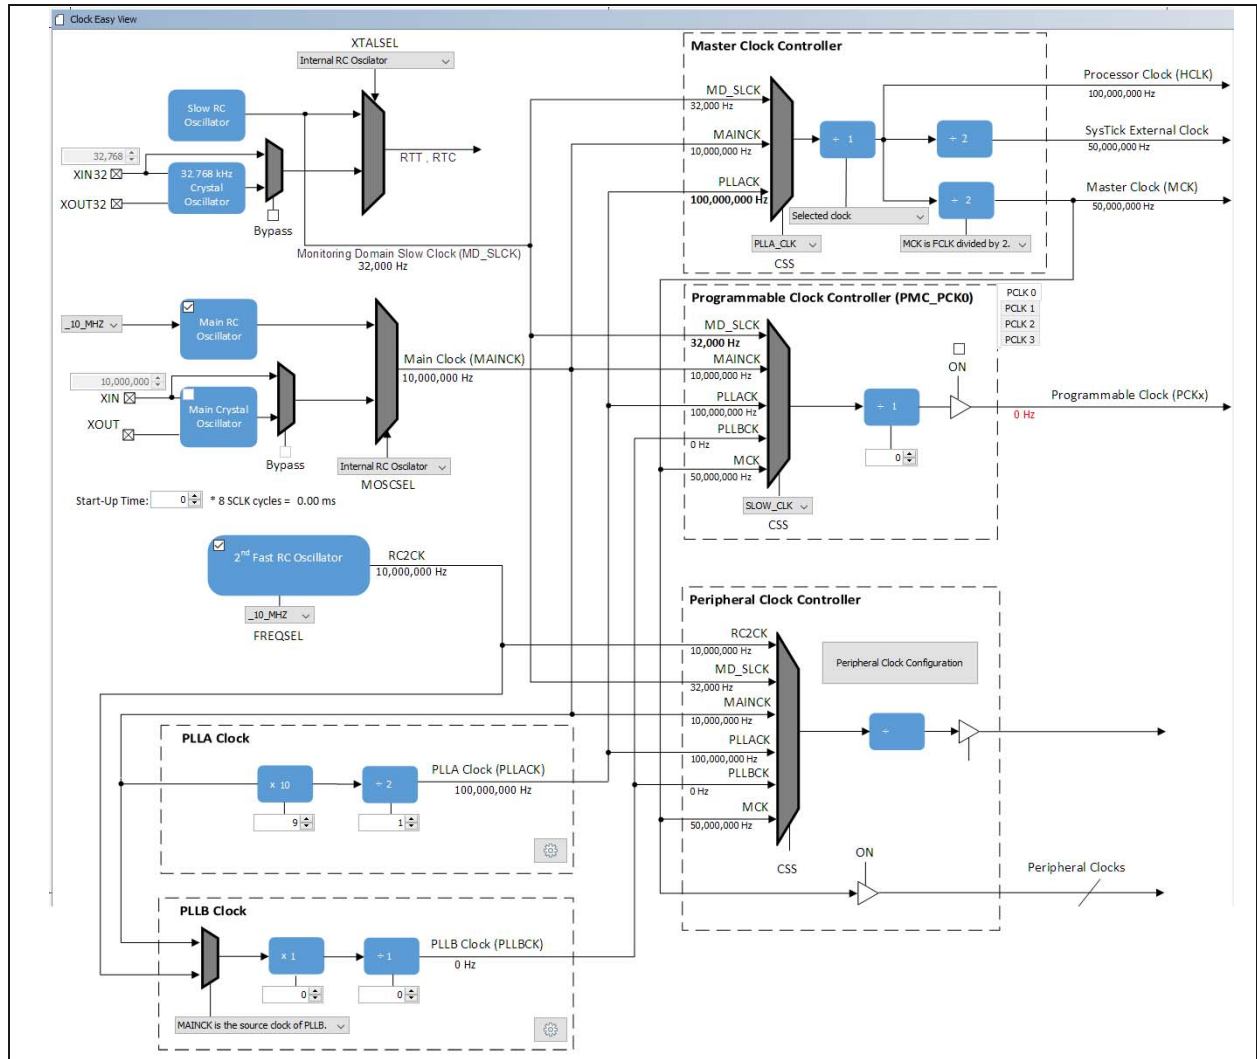 Clock Easy View
XTALSEL
Internal RC Oscilator
Slow RC
Oscillator
32,768
XIN32
32.768 kHz
Crystal
Oscillator
XOUT32
Bypass
RTT , RTC
Monitoring Domain Slow Clock (MD_SLCK)
32,000 Hz
_10_MHZ
Main RC
Oscillator
10,000,000
XIN
Main Crystal
Oscillator
XOUT
Bypass
Main Clock (MAINCK)
10,000,000 Hz
Internal RC Oscilator
MOSCSEL
Start-Up Time: 0 * 8 SCLK cycles = 0.00 ms
2nd Fast RC Oscillator
RC2CK
10,000,000 Hz
_10_MHZ
FREQSEL
PLLA Clock
x 10
÷ 2
9
1
PLLA Clock (PLLACK)
100,000,000 Hz
PLLB Clock
x 1
÷ 1
0
0
PLLB Clock (PLLBCK)
0 Hz
MAINCK is the source clock of PLLB.
Master Clock Controller
MD_SLCK
32,000 Hz
MAINCK
10,000,000 Hz
PLLACK
100,000,000 Hz
PLLA_CLK
CSS
÷ 1
Selected clock
÷ 2
÷ 2
MCK is FCLK divided by 2.
Processor Clock (HCLK)
100,000,000 Hz
SysTick External Clock
50,000,000 Hz
Master Clock (MCK)
50,000,000 Hz
Programmable Clock Controller (PMC_PCK0)
PCLK 0
PCLK 1
PCLK 2
PCLK 3
MD_SLCK
32,000 Hz
MAINCK
10,000,000 Hz
PLLACK
100,000,000 Hz
PLLBCK
0 Hz
MCK
50,000,000 Hz
SLOW_CLK
CSS
÷ 1
0
ON
Programmable Clock (PCKx)
0 Hz
Peripheral Clock Controller
RC2CK
10,000,000 Hz
MD_SLCK
32,000 Hz
MAINCK
10,000,000 Hz
PLLACK
100,000,000 Hz
PLLBCK
0 Hz
MCK
50,000,000 Hz
CSS
Peripheral Clock Configuration
÷
ON
Peripheral Clocks